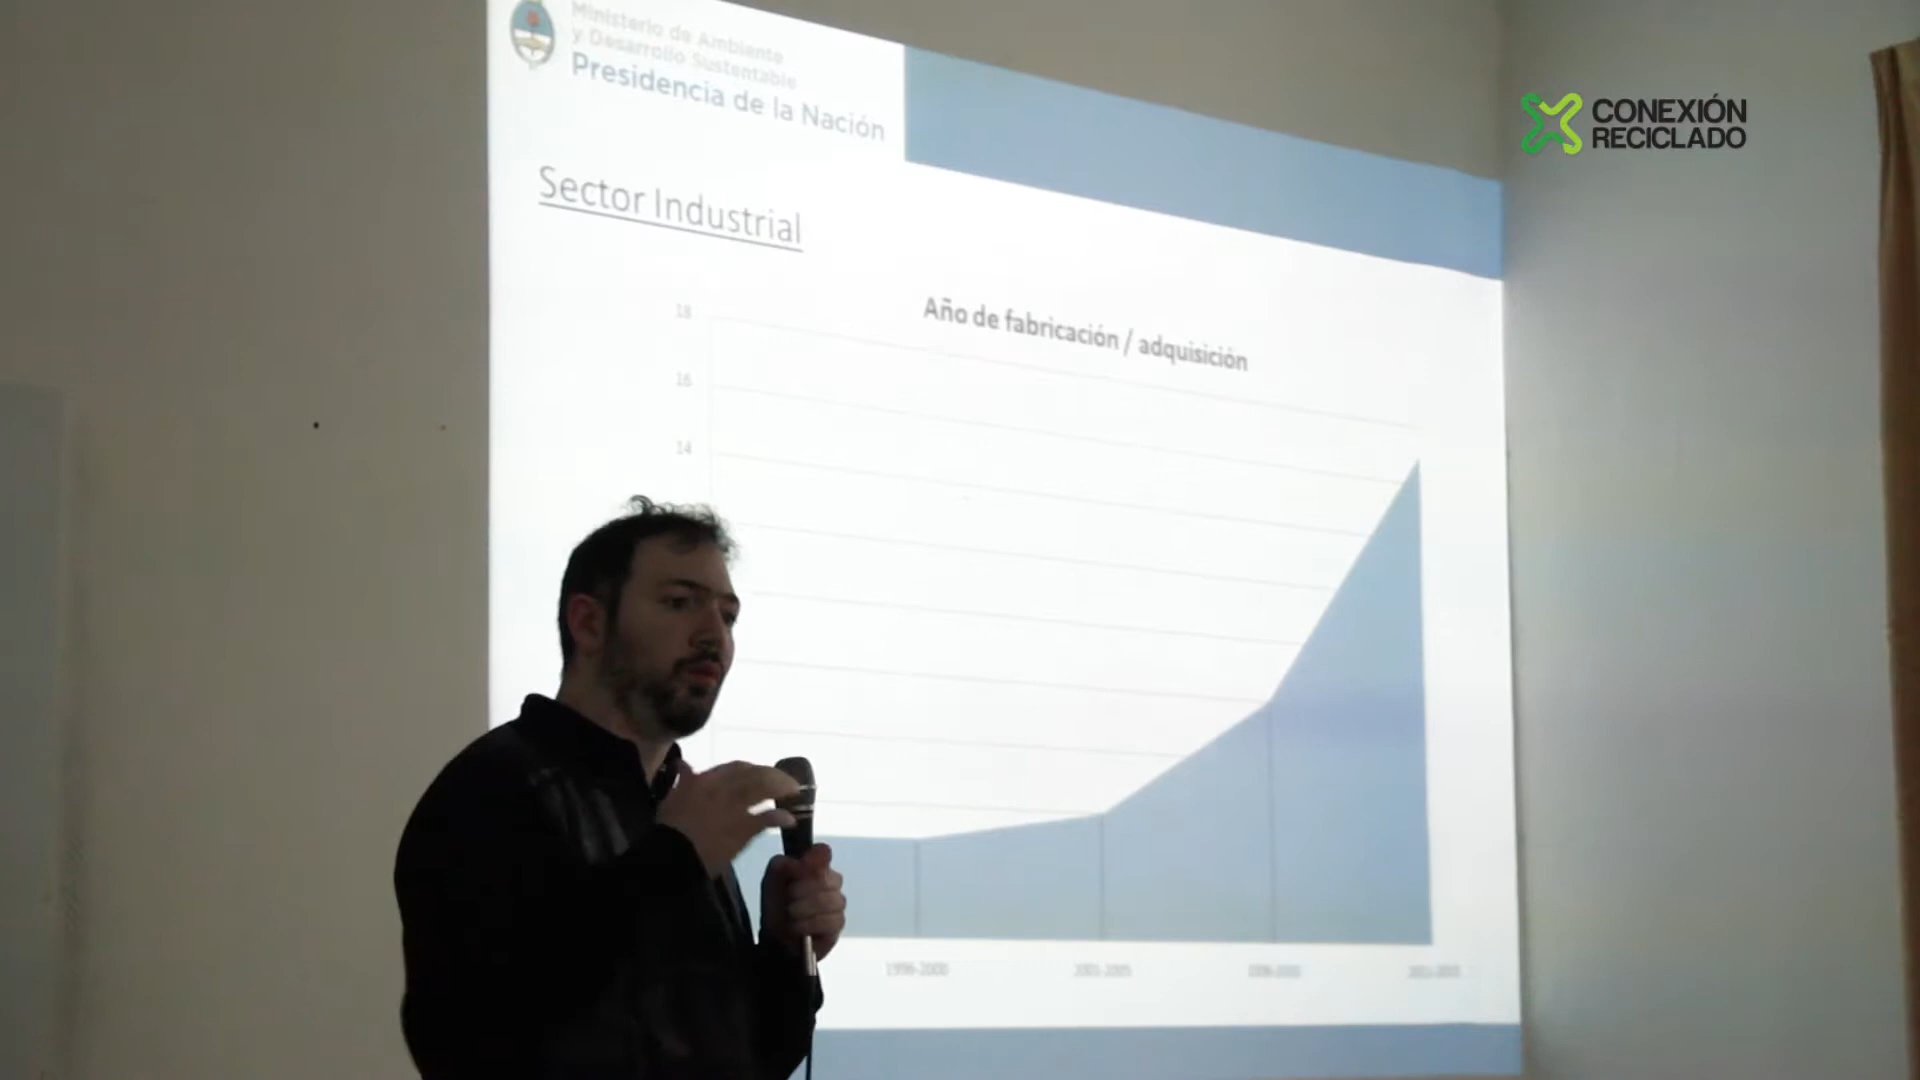 Ministerio de Ambiente
y Desarrollo Sustentable
Presidencia de la Nación
CONEXIÓN
RECICLADO
Sector Industrial
Año de fabricación / adquisición
18
16
14
1996-2000
2001-2005